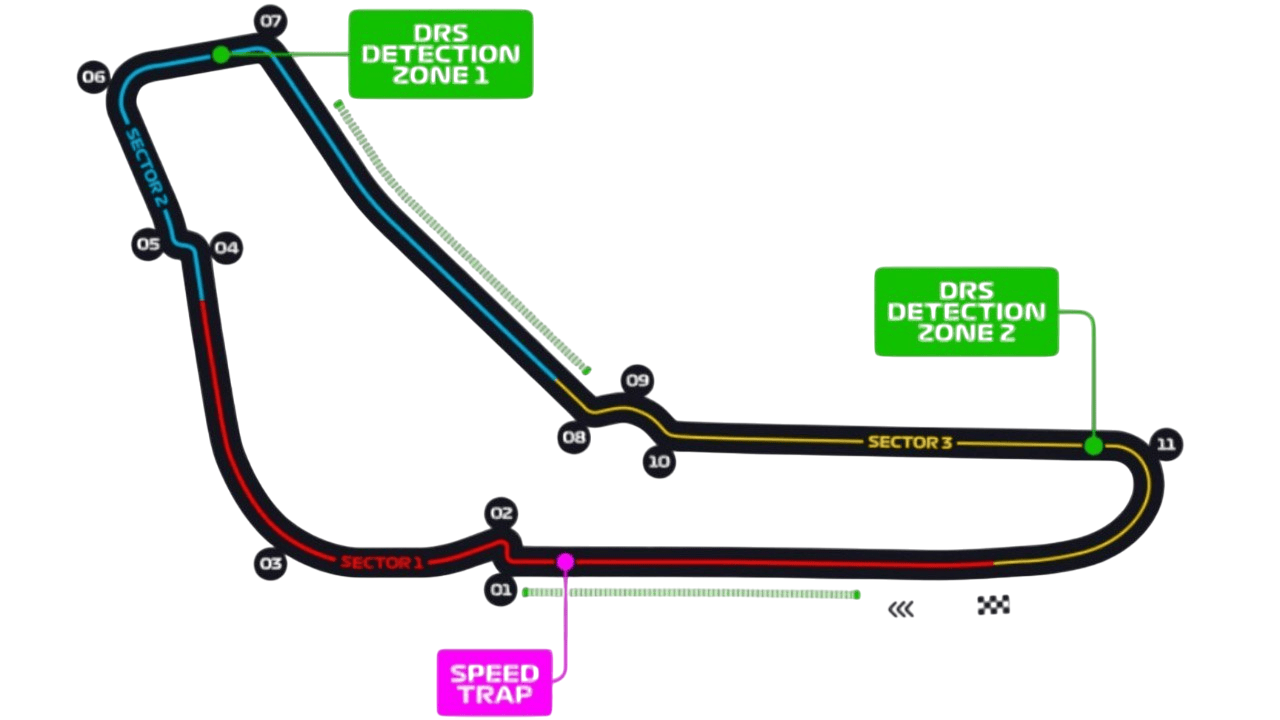 07
DRS
DETECTION
ZONE 1
06
SECTOR 2
05
04
DRS
DETECTION
ZONE 2
09
08
10
SECTOR 3
11
02
03
SECTOR 1
01
SPEED
TRAP